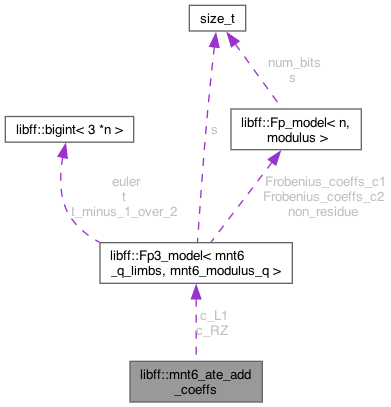 size_t
num_bits
s
s
libff::bigint< 3 *n >
libff::Fp_model< n,
modulus >
euler
t
t_minus_1_over_2
Frobenius_coeffs_c1
Frobenius_coeffs_c2
non_residue
libff::Fp3_model< mnt6
_q_limbs, mnt6_modulus_q >
c_L1
c_RZ
libff::mnt6_ate_add
_coeffs